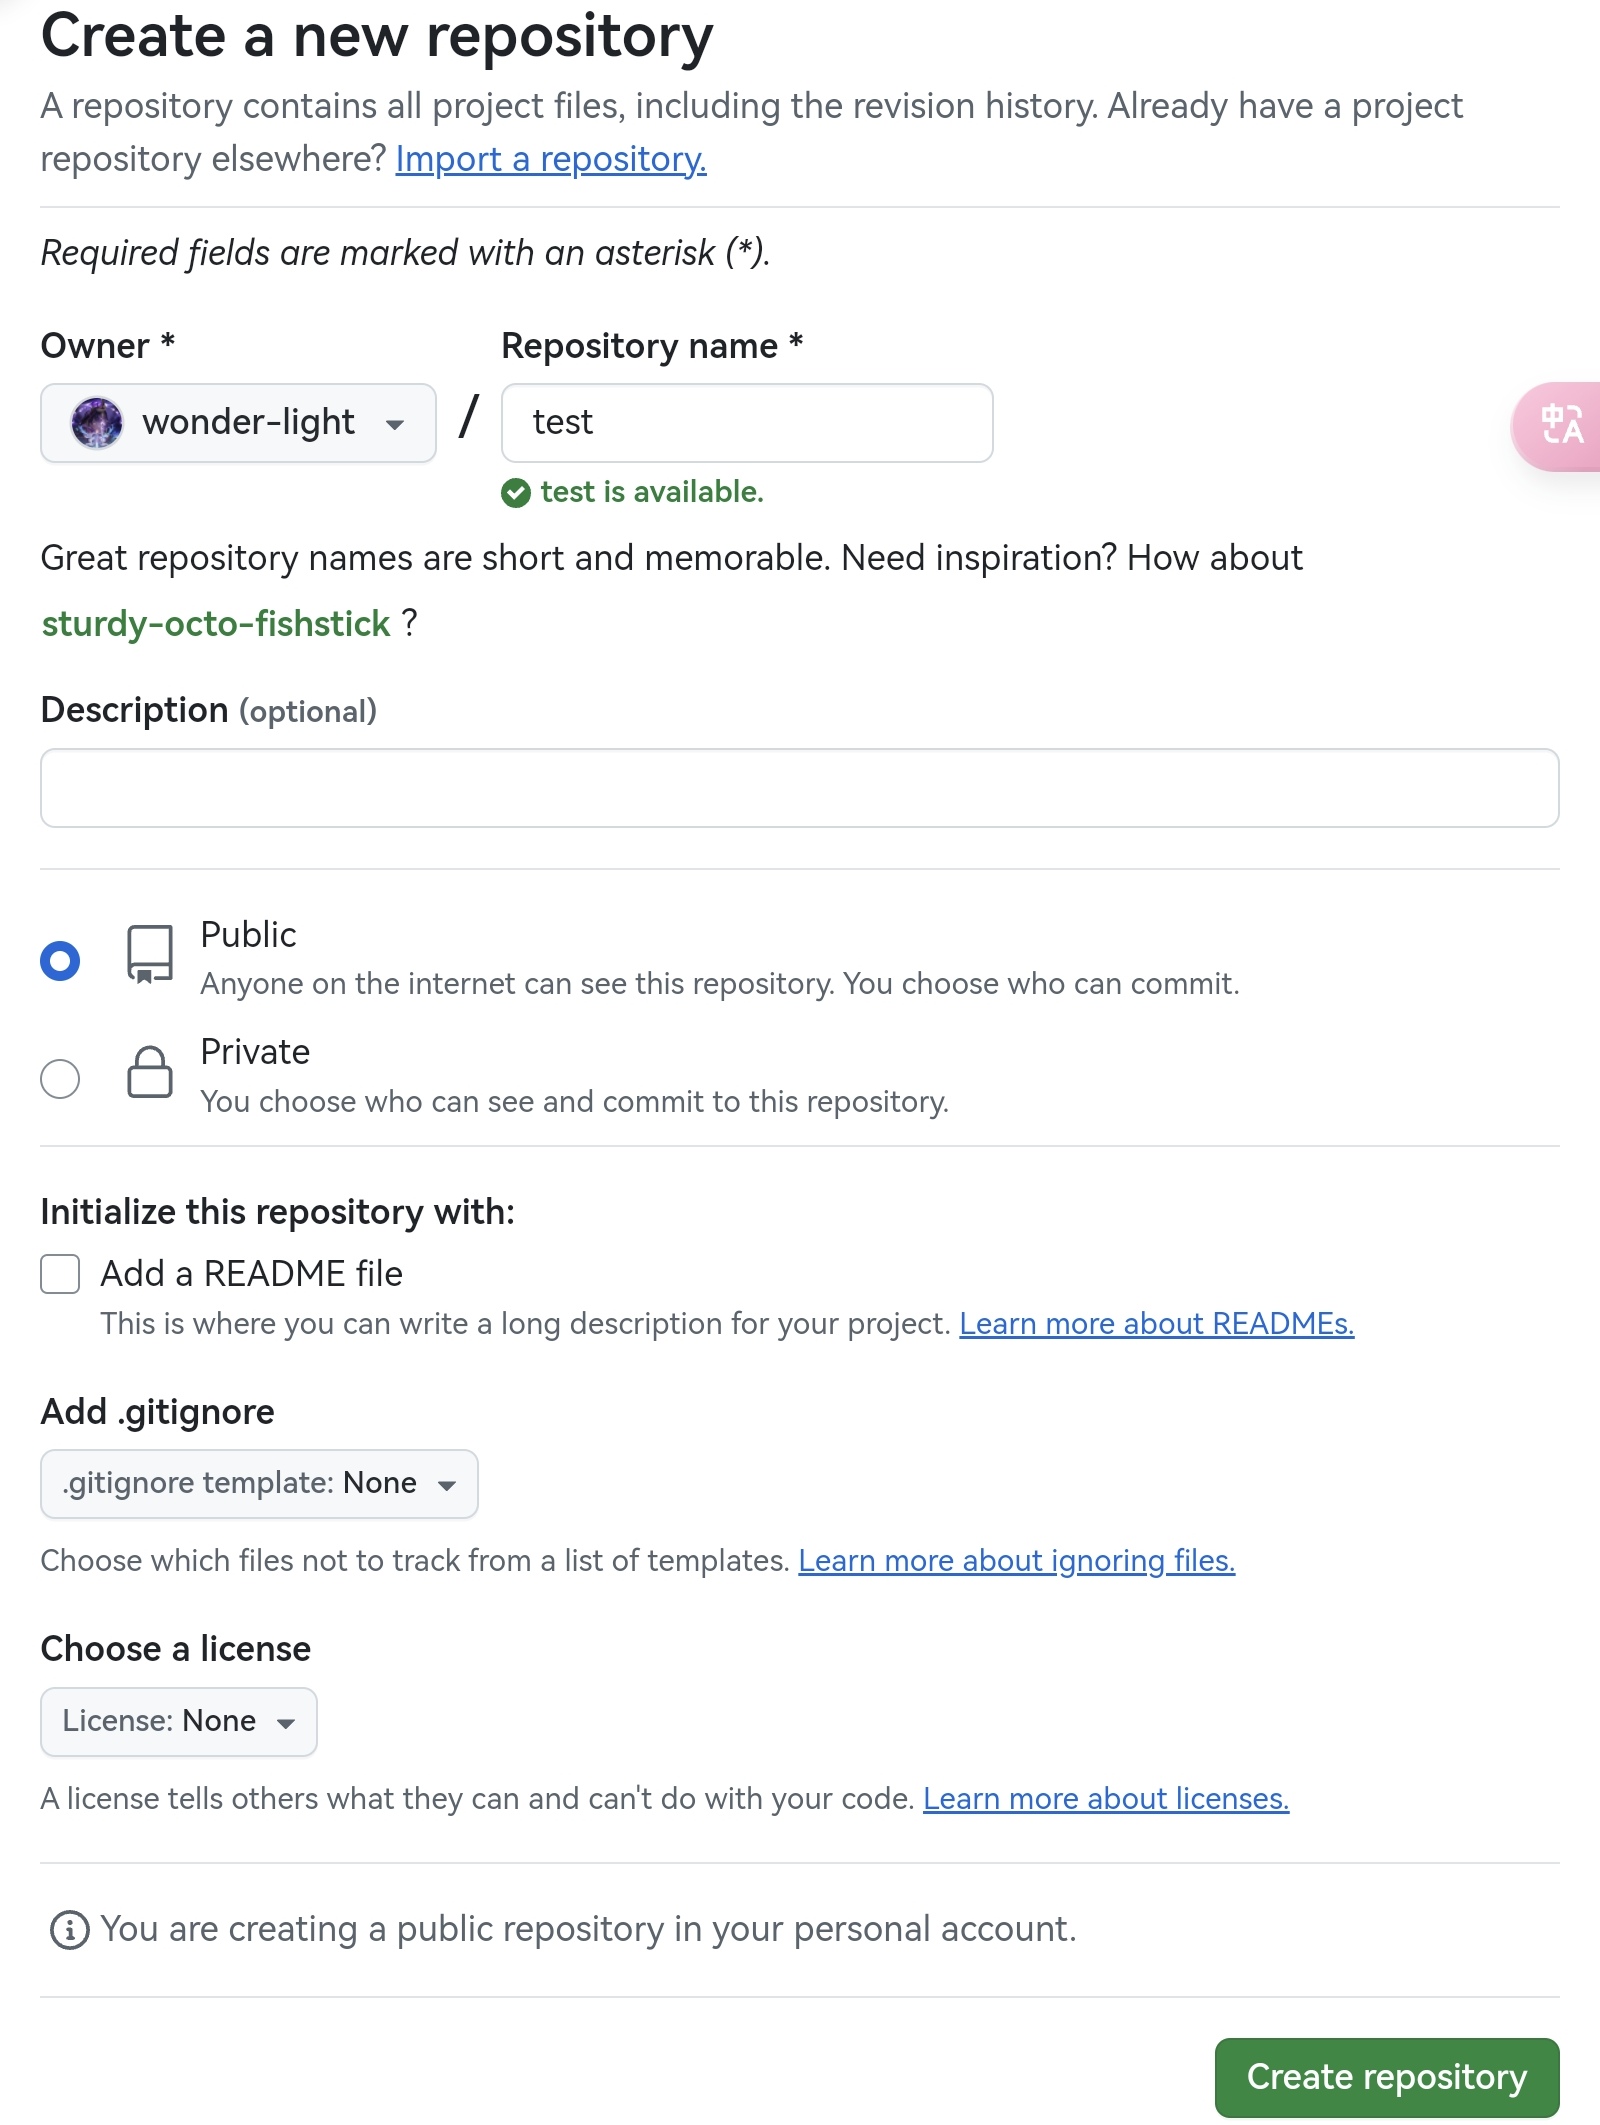 Create a new repository
A repository contains all project files, including the revision history. Already have a project
repository elsewhere? Import a repository.
Required fields are marked with an asterisk (*).
Owner *
Repository name *
wonder-light
/
test
test is available.
Great repository names are short and memorable. Need inspiration? How about
sturdy-octo-fishstick ?
Description (optional)
Public
Anyone on the internet can see this repository. You choose who can commit.
Private
You choose who can see and commit to this repository.
Initialize this repository with:
Add a README file
This is where you can write a long description for your project. Learn more about READMEs.
Add .gitignore
.gitignore template: None
Choose which files not to track from a list of templates. Learn more about ignoring files.
Choose a license
License: None
A license tells others what they can and can't do with your code. Learn more about licenses.
You are creating a public repository in your personal account.
Create repository